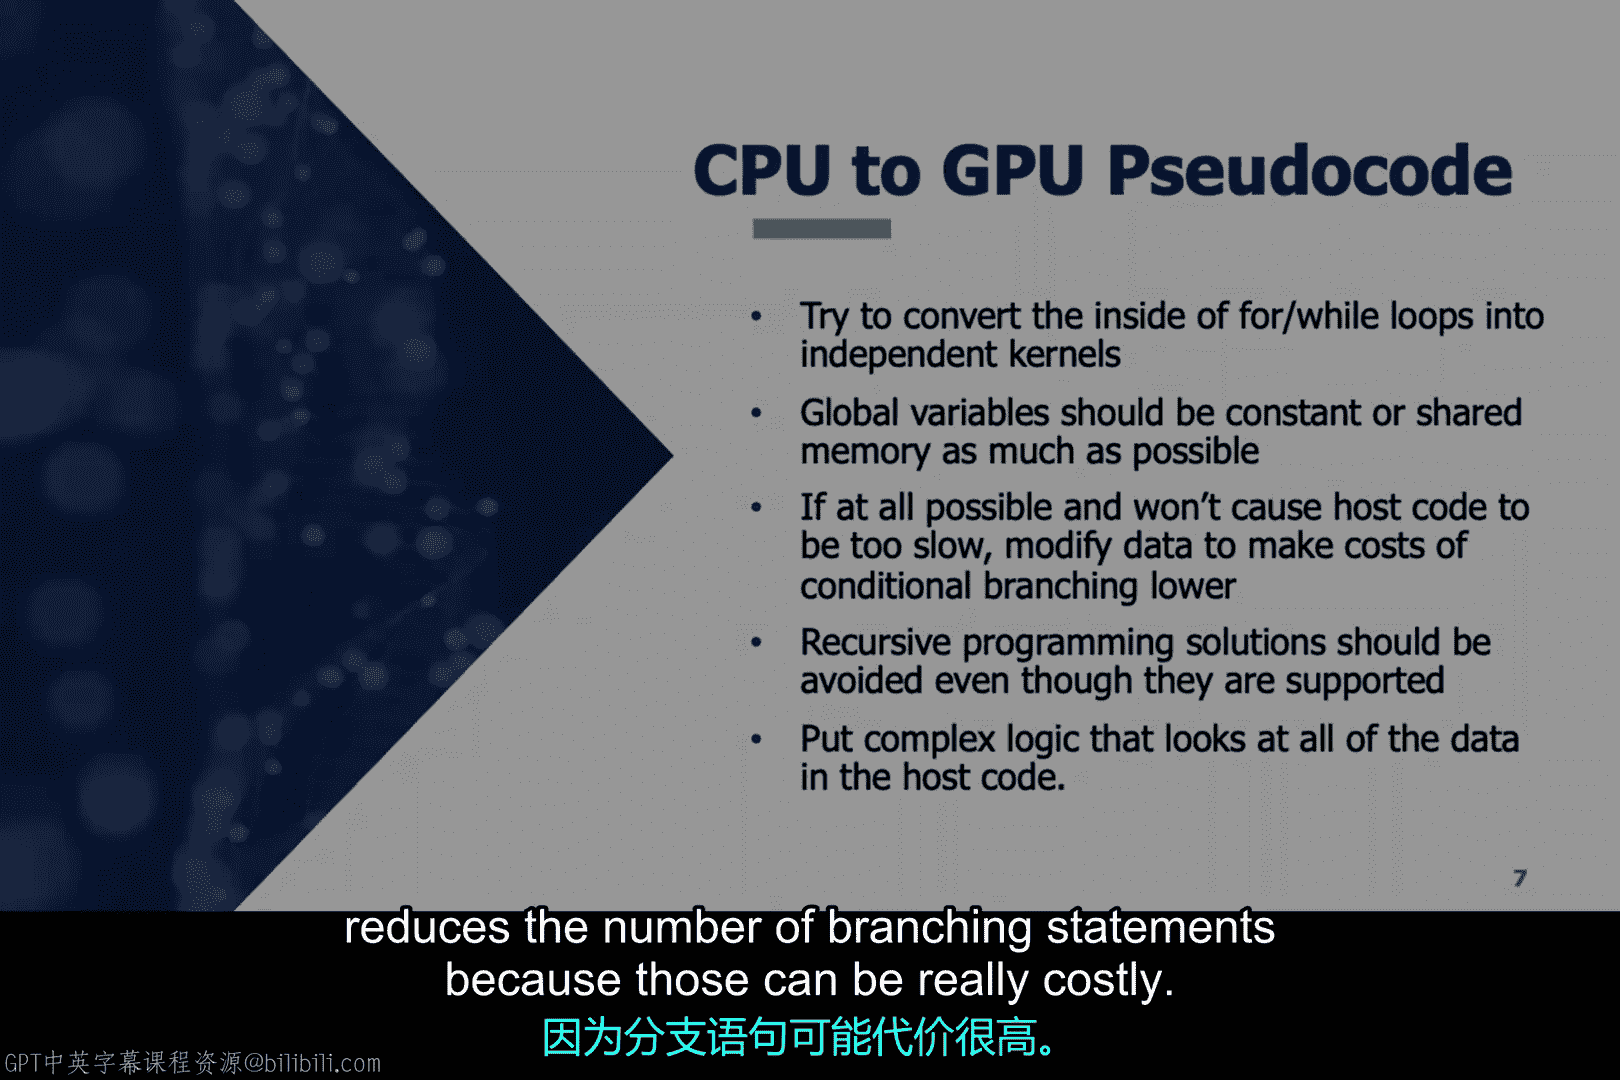 CPU to GPU Pseudocode
• Try to convert the inside of for/while loops into
independent kernels
• Global variables should be constant or shared
memory as much as possible
• If at all possible and won't cause host code to
be too slow, modify data to make costs of
conditional branching lower
• Recursive programming solutions should be
avoided even though they are supported
• Put complex logic that looks at all of the data
in the host code.
7
reduces the number of branching statements
because those can be really costly.
因为分支语句可能代价很高。
GPT中英字幕课程资源@bilibili.com